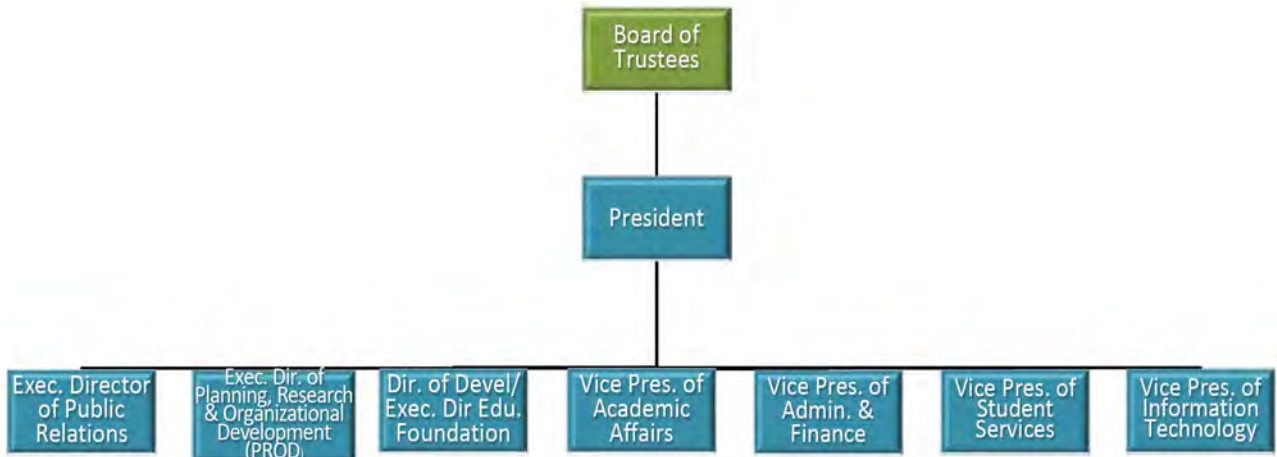 Board of
Trustees
President
Exec. Director
of Public
Relations
Exec. Dir. of
Planning, Research
& Organizational
Development
(PROD)
Dir. of Devel/
Exec. Dir Edu.
Foundation
Vice Pres. of
Academic
Affairs
Vice Pres. of
Admin. &
Finance
Vice Pres. of
Student
Services
Vice Pres. of
Information
Technology